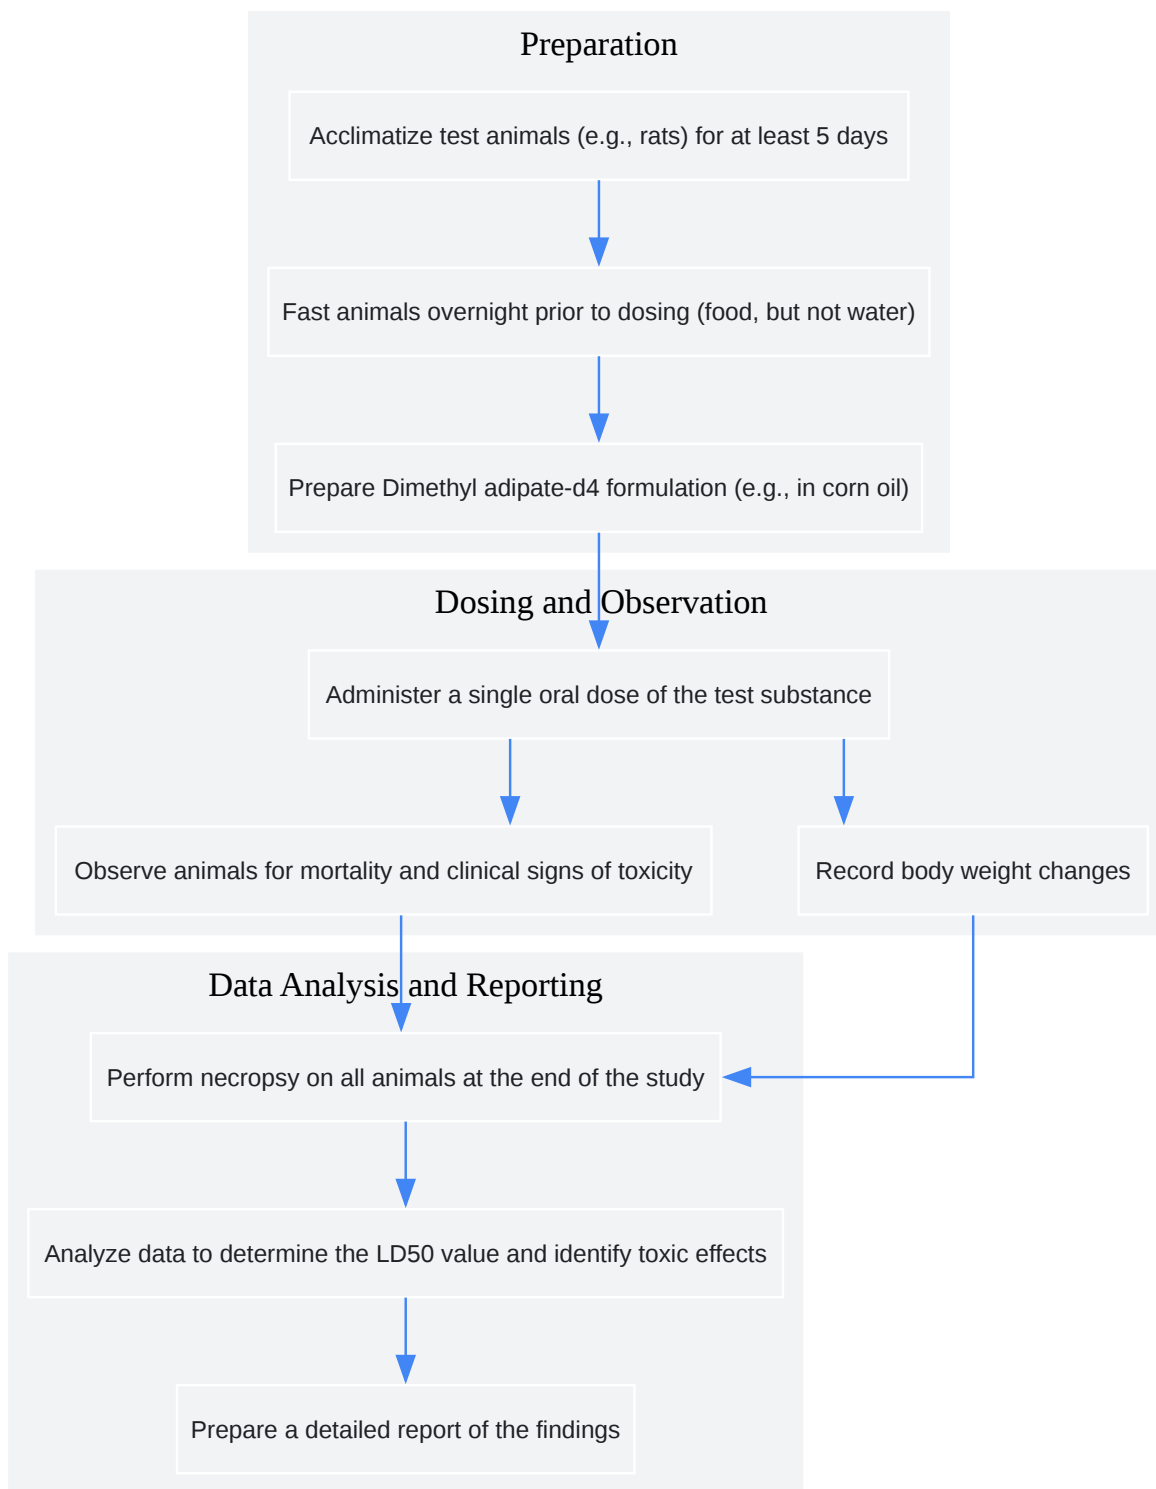 Preparation
Acclimatize test animals (e.g., rats) for at least 5 days
Fast animals overnight prior to dosing (food, but not water)
Prepare Dimethyl adipate-d4 formulation (e.g., in corn oil)
Dosing and Observation
Administer a single oral dose of the test substance
Observe animals for mortality and clinical signs of toxicity
Record body weight changes
Data Analysis and Reporting
Perform necropsy on all animals at the end of the study
Analyze data to determine the LD50 value and identify toxic effects
Prepare a detailed report of the findings